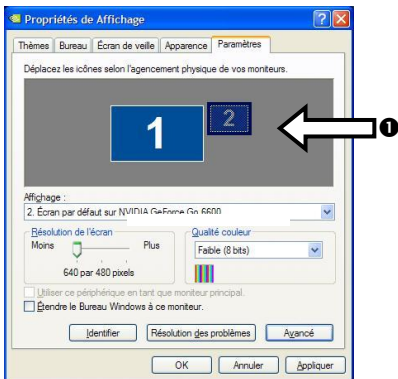 Propriétés de Affichage
Thèmes Bureau Écran de veille Apparence Paramètres
Déplacez les icônes selon l'agencement physique de vos moniteurs.
1 2
❶
Affichage :
2. Écran par défaut sur NVIDIA GeForce Go 6600
Résolution de l'écran Qualité couleur
Moins Plus Faible (8 bits)
640 par 480 pixels
Utiliser ce périphérique en tant que moniteur principal.
Étendre le Bureau Windows à ce moniteur.
Identifier Résolution des problèmes Avancé
OK Annuler Appliquer